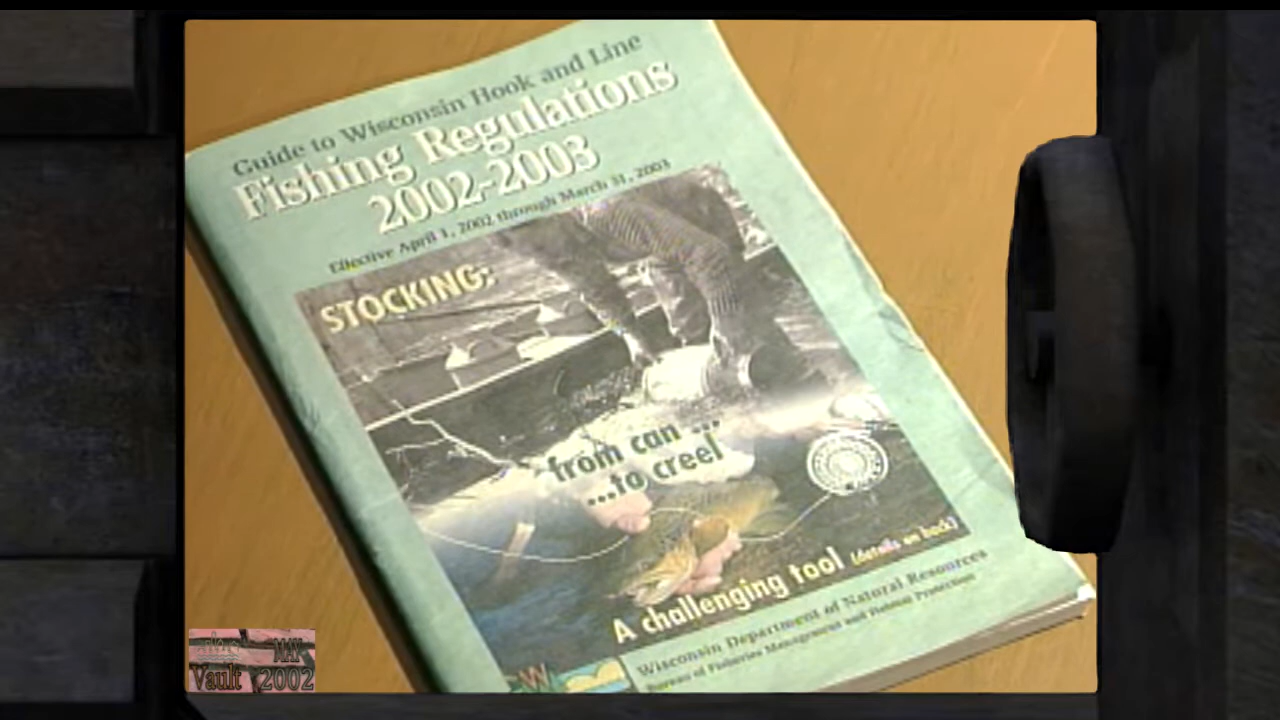 Guide to Wisconsin Hook and Line
Fishing Regulations
2002-2003
Effective April 1, 2002 through March 31, 2003
STOCKING:
from can ...
...to creel
A challenging tool (details on back)
Wisconsin Department of Natural Resources
Bureau of Fisheries Management and Habitat Protection
MAY
Vault 2002